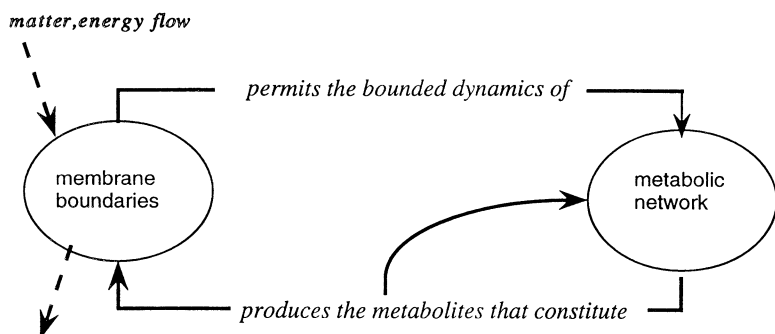 matter,energy flow
permits the bounded dynamics of
membrane
boundaries
metabolic
network
produces the metabolites that constitute